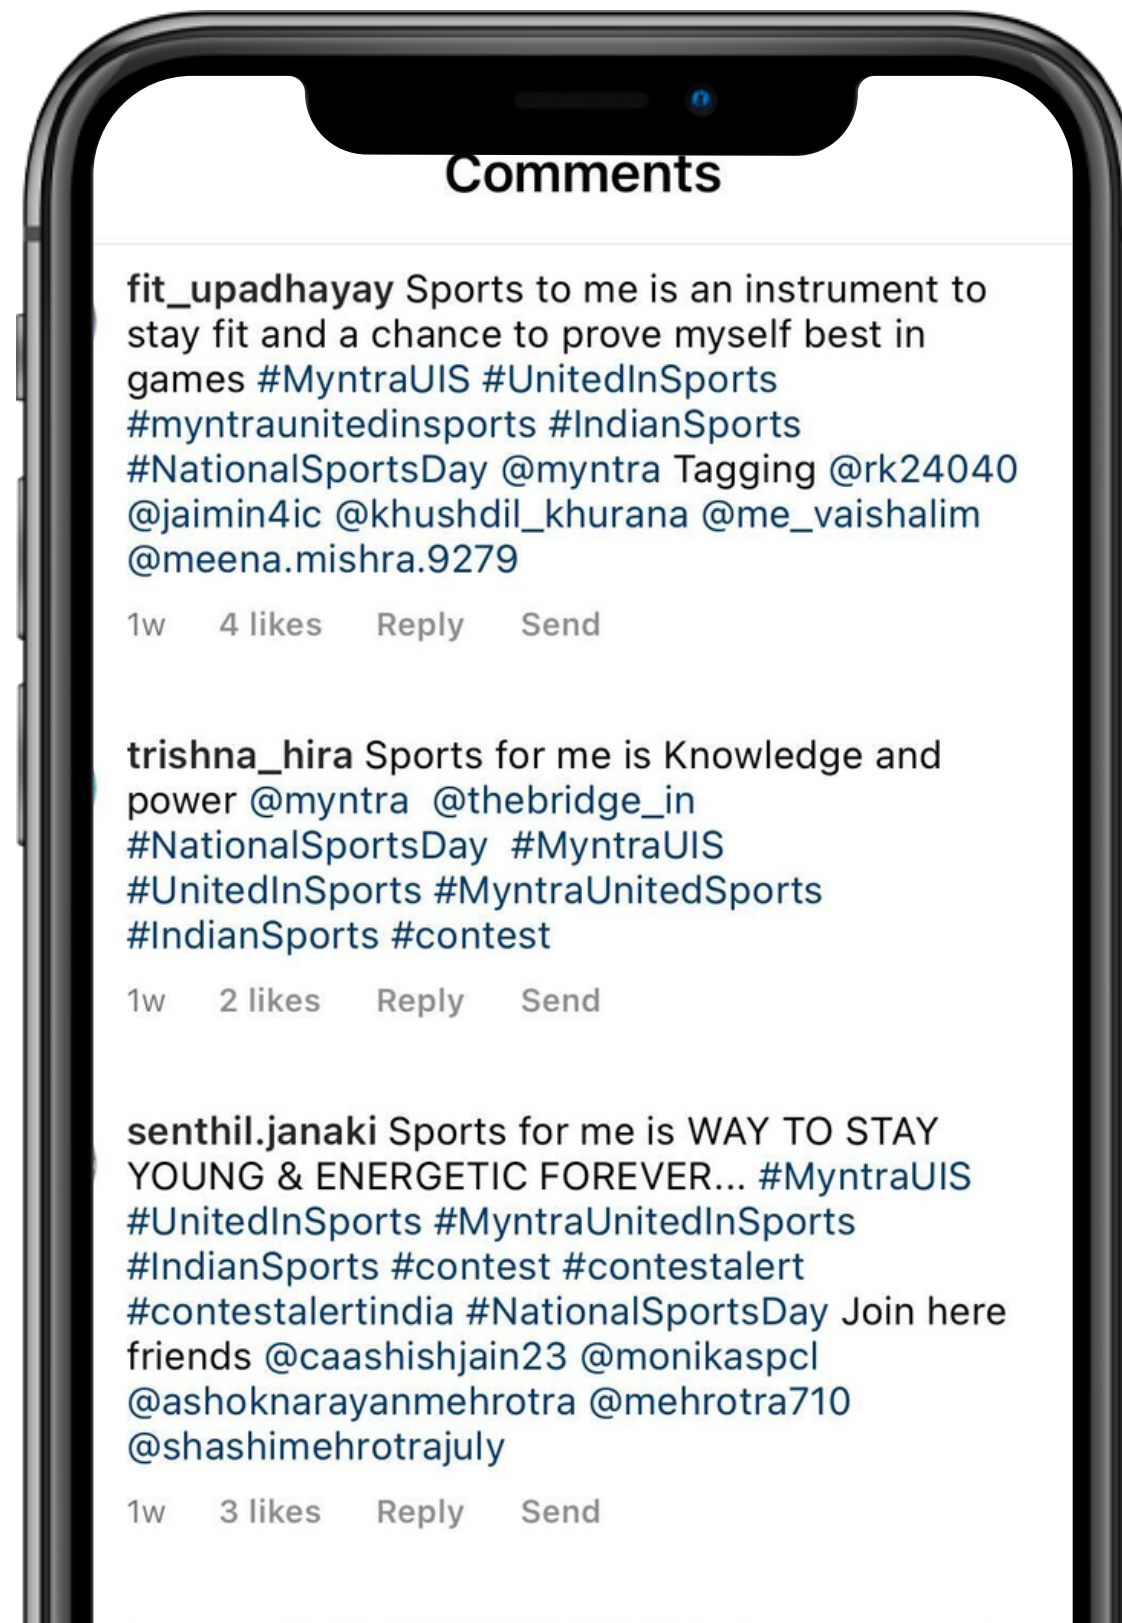 Comments
fit_upadhayay Sports to me is an instrument to
stay fit and a chance to prove myself best in
games #MyntraUIS #UnitedInSports
#myntraunitedinsports #IndianSports
#NationalSportsDay @myntra Tagging @rk24040
@jaimin4ic @khushdil_khurana @me_vaishalim
@meena.mishra.9279
1w 4 likes Reply Send
trishna_hira Sports for me is Knowledge and
power @myntra @thebridge_in
#NationalSportsDay #MyntraUIS
#UnitedInSports #MyntraUnitedSports
#IndianSports #contest
1w 2 likes Reply Send
senthil.janaki Sports for me is WAY TO STAY
YOUNG & ENERGETIC FOREVER... #MyntraUIS
#UnitedInSports #MyntraUnitedInSports
#IndianSports #contest #contestalert
#contestalertindia #NationalSportsDay Join here
friends @caashishjain23 @monikaspcl
@ashoknarayanmehrotra @mehrotra710
@shashimehrotrajuly
1w 3 likes Reply Send